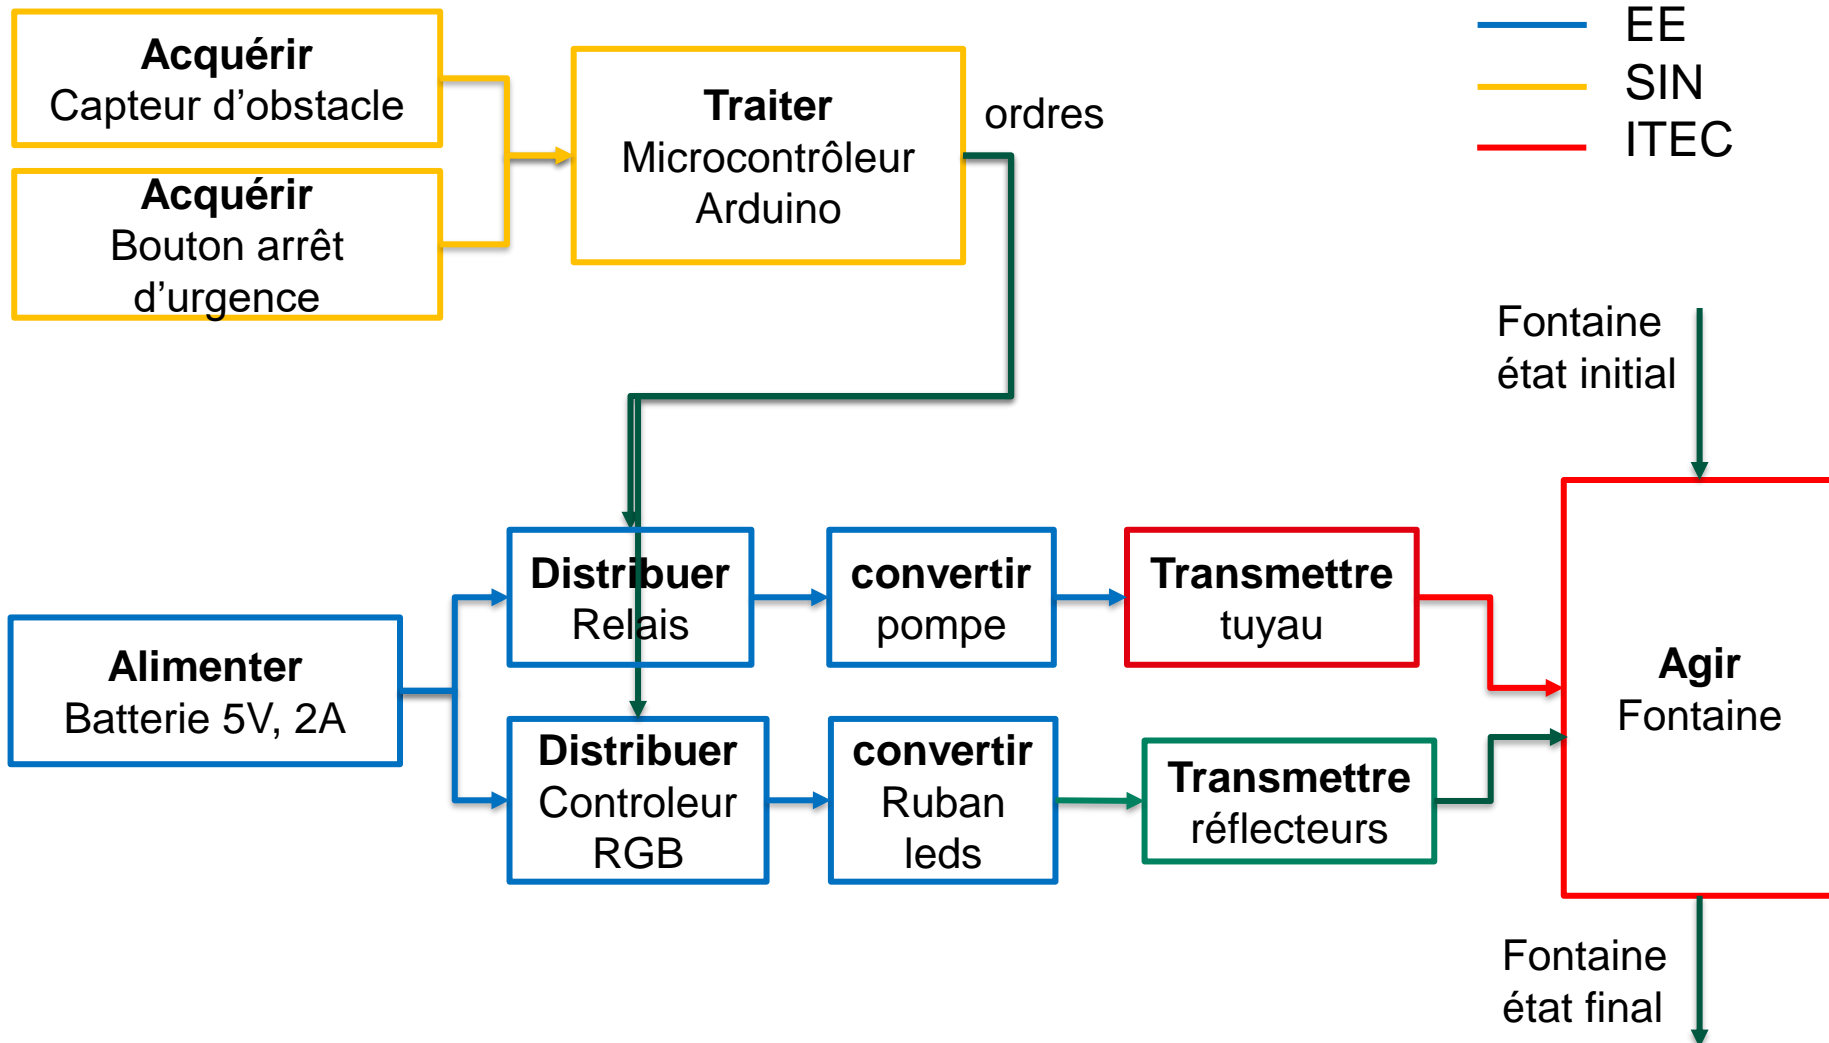 Acquérir
Capteur d’obstacle
Acquérir
Bouton arrêt
d’urgence
Traiter
Microcontrôleur
Arduino
ordres
EE
SIN
ITEC
Fontaine
état initial
Alimenter
Batterie 5V, 2A
Distribuer
Relais
convertir
pompe
Transmettre
tuyau
Distribuer
Controleur
RGB
convertir
Ruban
leds
Transmettre
réflecteurs
Agir
Fontaine
Fontaine
état final